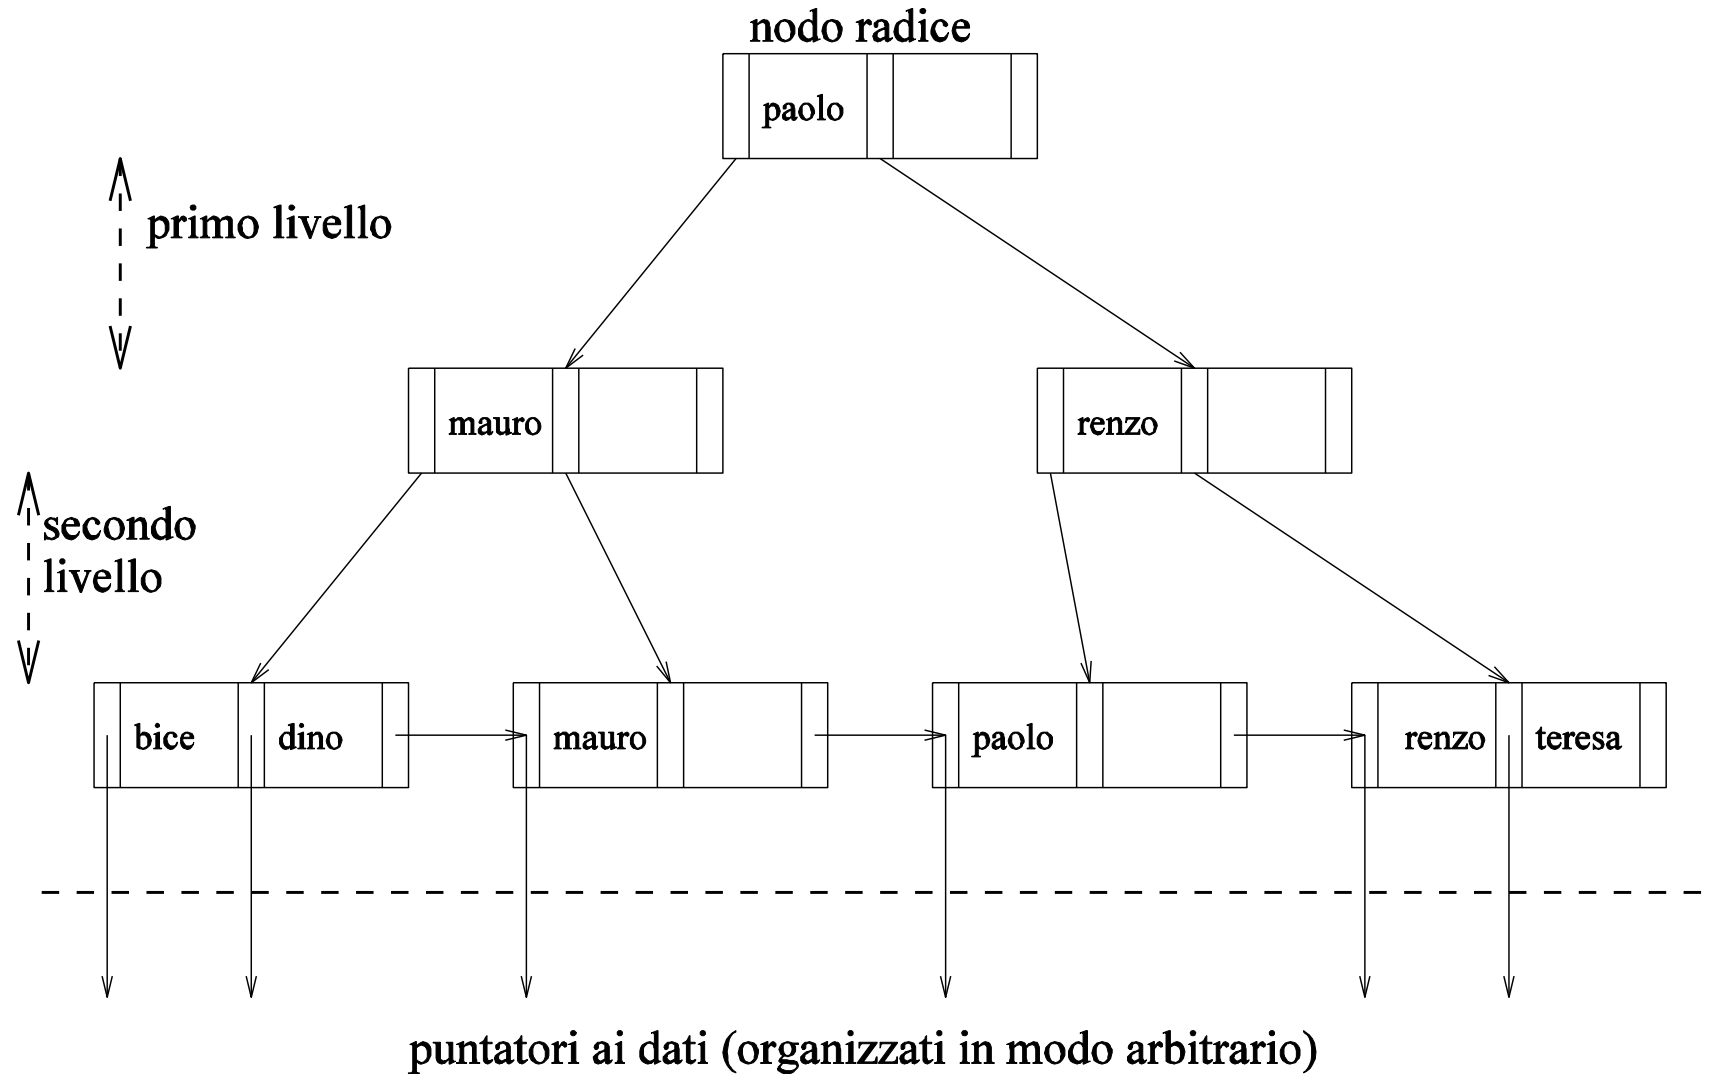 nodo radice
paolo
primo livello
mauro
renzo
secondo
livello
bice dino mauro paolo renzo teresa
puntatori ai dati (organizzati in modo arbitrario)